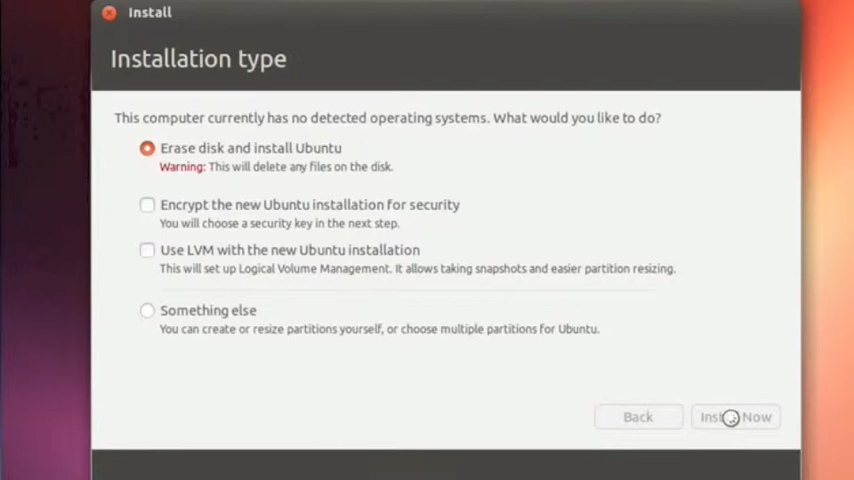 Install
Installation type
This computer currently has no detected operating systems. What would you like to do?
Erase disk and install Ubuntu
Warning: This will delete any files on the disk.
Encrypt the new Ubuntu installation for security
You will choose a security key in the next step.
Use LVM with the new Ubuntu installation
This will set up Logical Volume Management. It allows taking snapshots and easier partition resizing.
Something else
You can create or resize partitions yourself, or choose multiple partitions for Ubuntu.
Back
Install Now